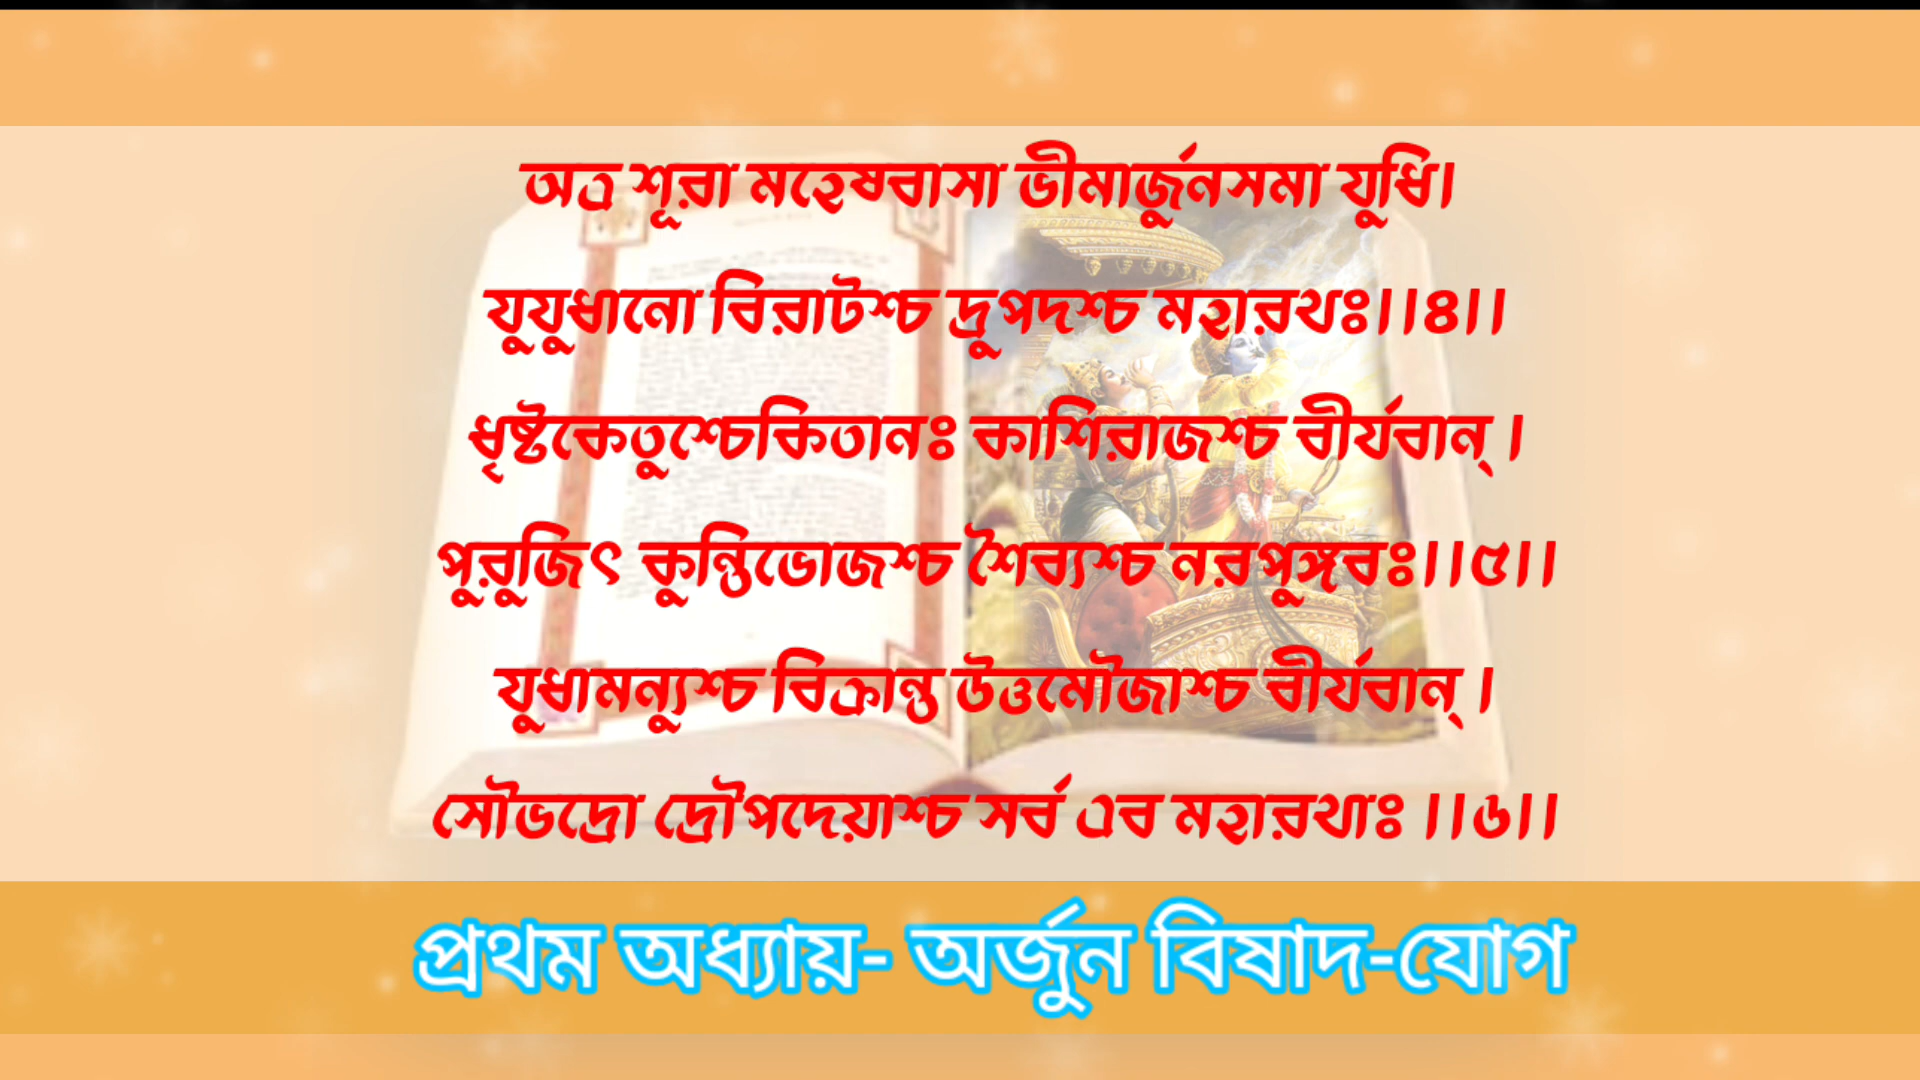 অত্র শূরা মহেষবাসা ভীমার্জুনসমা যুধি।
যুযুধানো বিরাটশ্চ দ্রুপদশ্চ মহারথঃ।।৪।।
ধৃষ্টকেতুশ্চেকিতানঃ কাশিরাজশ্চ বীর্যবান্ ।
পুরুজিৎ কুন্তিভোজশ্চ শৈব্যশ্চ নরপুঙ্গবঃ।।৫।।
যুধামন্যুশ্চ বিক্রান্ত উত্তমৌজাশ্চ বীর্যবান্ ।
সৌভদ্রো দ্রৌপদেয়াশ্চ সর্ব এব মহারথাঃ ।।৬।।
প্রথম অধ্যায়- অর্জুন বিষাদ-যোগ